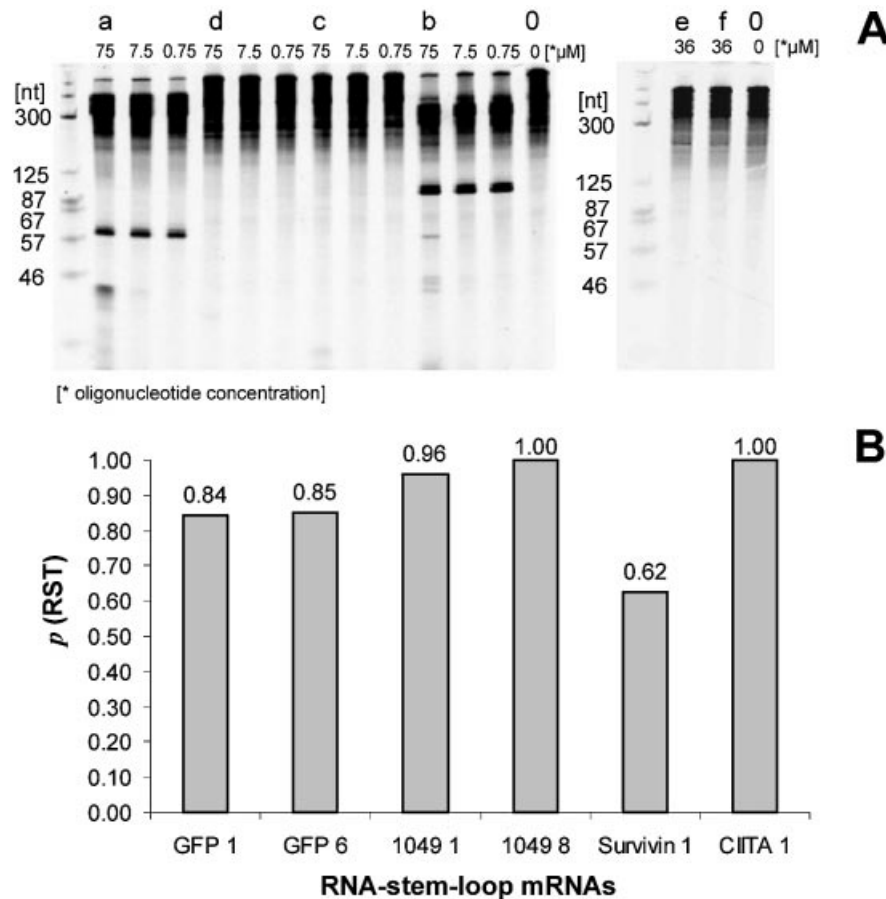 a d c b 0
75 7.5 0.75 75 7.5 0.75 75 7.5 0.75 75 7.5 0.75 0 [*µM]
[nt]
300
125
87
67
57
46
[* oligonucleotide concentration]
e f 0
36 36 0 [*µM]
[nt]
300
125
87
67
57
46
A
B
p (RST)
1.00
0.90
0.80
0.70
0.60
0.50
0.40
0.30
0.20
0.10
0.00
0.84 0.85 0.96 1.00 0.62 1.00
GFP 1 GFP 6 1049 1 1049 8 Survivin 1 CIITA 1
RNA-stem-loop mRNAs